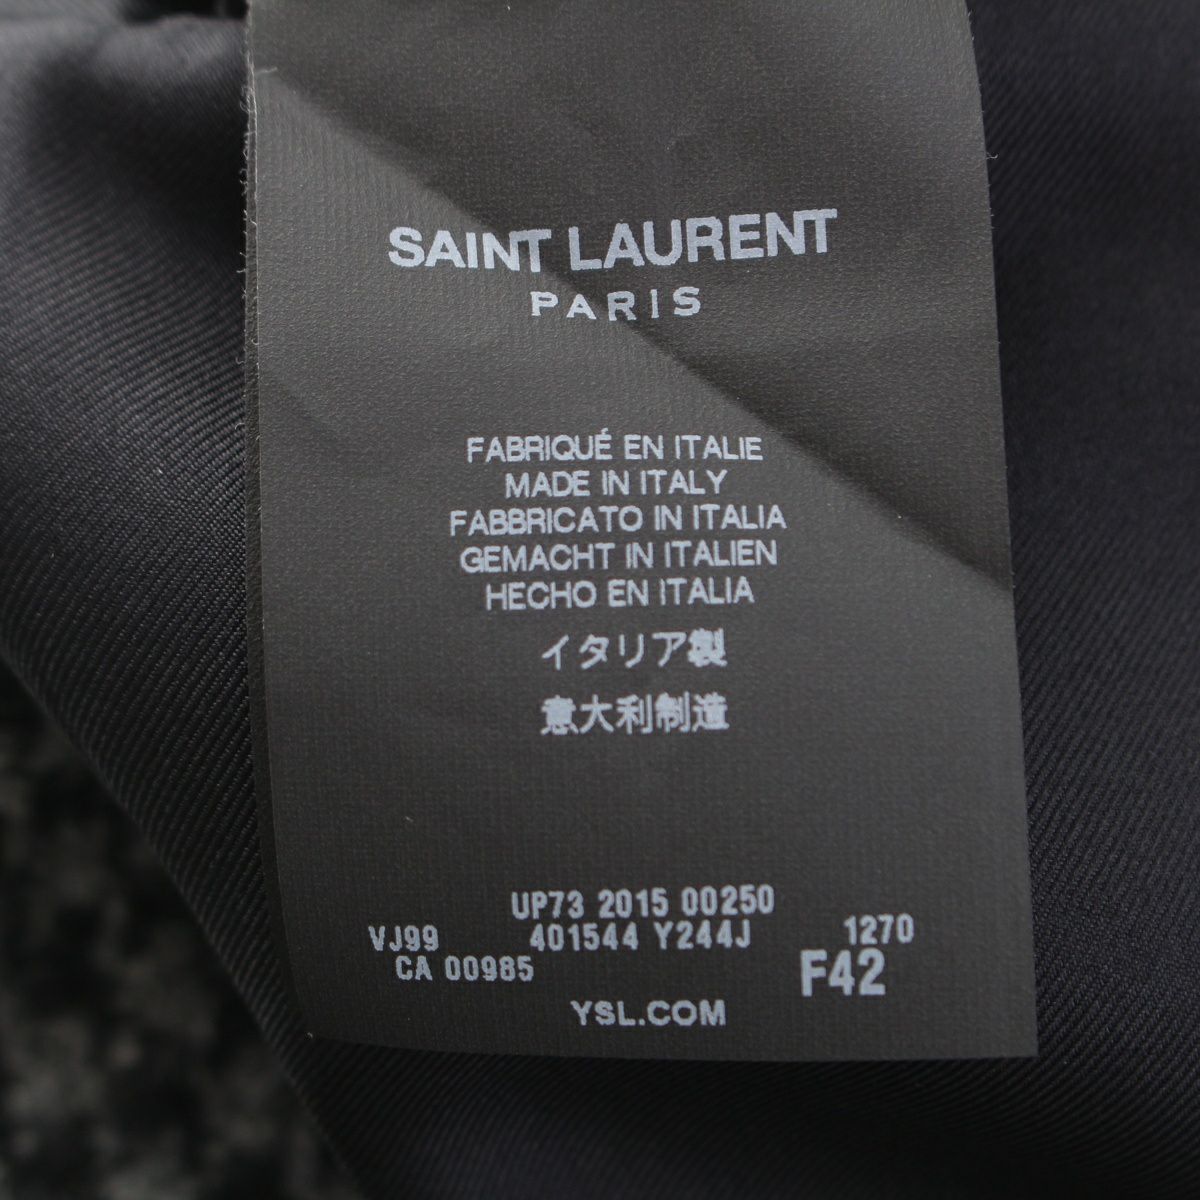 SAINT LAURENT
PARIS
FABRIQUÉ EN ITALIE
MADE IN ITALY
FABBRICATO IN ITALIA
GEMACHT IN ITALIEN
HECHO EN ITALIA
イタリア製
意大利制造
UP73 2015 00250
VJ99 401544 Y244J 1270
CA 00985 F42
YSL.COM